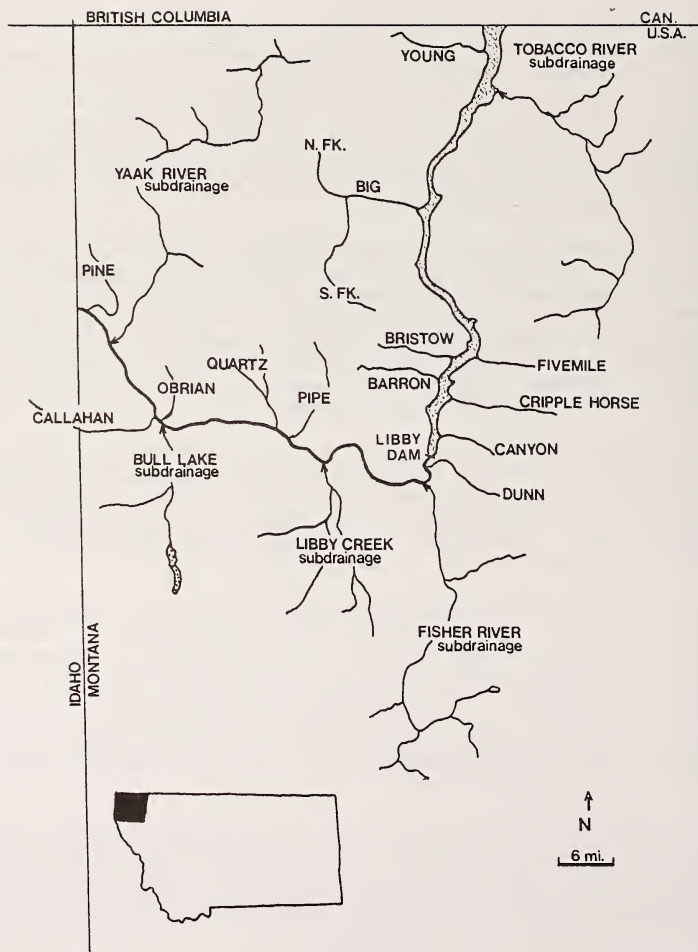 BRITISH COLUMBIA
CAN.
U.S.A.
YOUNG
TOBACCO RIVER
subdrainage
N. FK.
BIG
YAAK RIVER
subdrainage
PINE
S. FK.
BRISTOW
FIVEMILE
QUARTZ
BARRON
OBRIAN
PIPE
CRIPPLE HORSE
CALLAHAN
LIBBY
DAM
CANYON
BULL LAKE
subdrainage
DUNN
LIBBY CREEK
subdrainage
FISHER RIVER
subdrainage
IDAHO
MONTANA
N
6 mi.